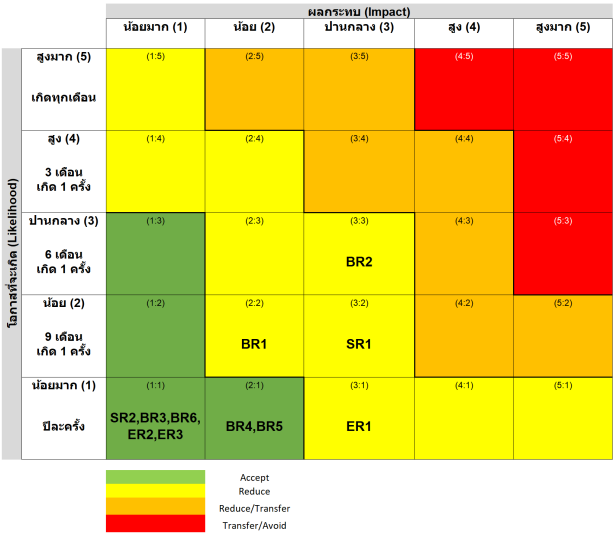 ผลกระทบ (Impact)
น้อยมาก (1) น้อย (2) ปานกลาง (3) สูง (4) สูงมาก (5)
โอกาสที่จะเกิด (Likelihood)
สูงมาก (5) (1:5) (2:5) (3:5) (4:5) (5:5)
เกิดทุกเดือน
สูง (4) (1:4) (2:4) (3:4) (4:4) (5:4)
3 เดือน
เกิด 1 ครั้ง
ปานกลาง (3) (1:3) (2:3) (3:3) (4:3) (5:3)
6 เดือน
เกิด 1 ครั้ง
BR2
น้อย (2) (1:2) (2:2) (3:2) (4:2) (5:2)
9 เดือน
เกิด 1 ครั้ง
BR1 SR1
น้อยมาก (1) (1:1) (2:1) (3:1) (4:1) (5:1)
ปีละครั้ง
SR2,BR3,BR6,
ER2,ER3
BR4,BR5 ER1
Accept
Reduce
Reduce/Transfer
Transfer/Avoid